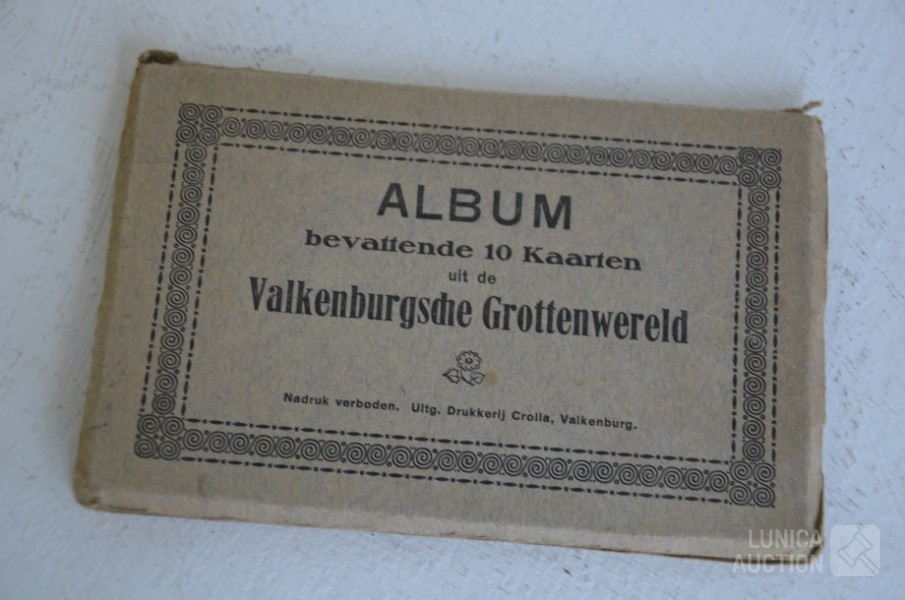 ALBUM
bevattende 10 Kaarten
uit de
Valkenburgsche Grottenwereld
Nadruk verboden. Uitg. Drukkerij Crolla, Valkenburg.
LUNICA
AUCTION